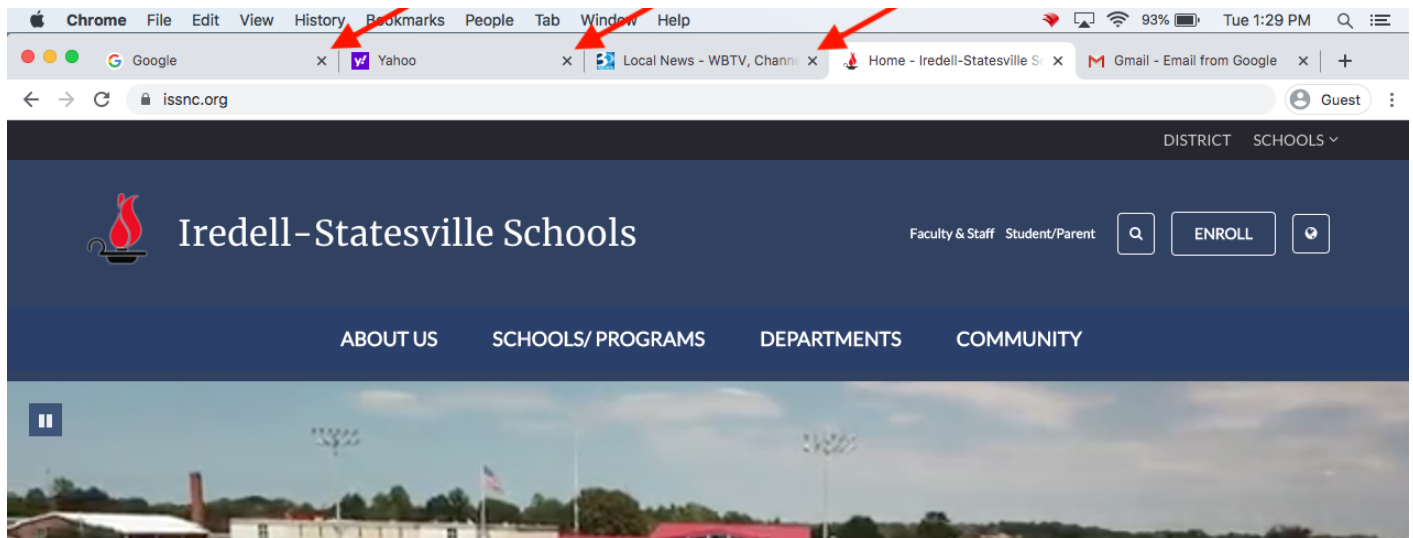 Chrome File Edit View History Bookmarks People Tab Window Help 93% Tue 1:29 PM
Google Yahoo Local News - WBTV, Chann Home - Iredell-Statesville Sc Gmail - Email from Google
issnc.org Guest
DISTRICT SCHOOLS
Iredell-Statesville Schools Faculty & Staff Student/Parent ENROLL
ABOUT US SCHOOLS/ PROGRAMS DEPARTMENTS COMMUNITY